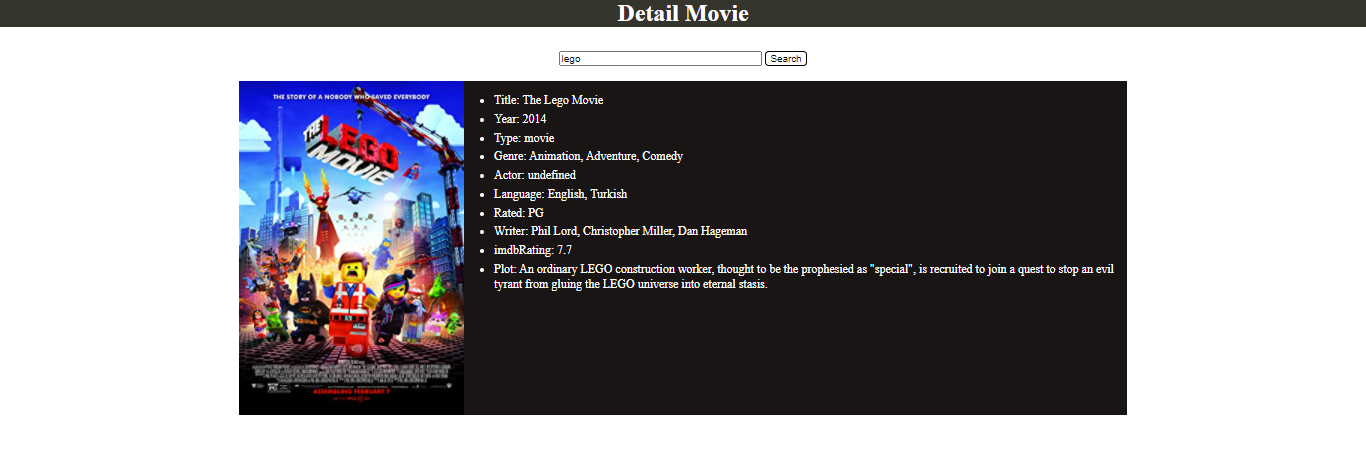 Detail Movie
lego Search
THE STORY OF A NOBODY WHO SAVED EVERYBODY
THE
LEGO
MOVIE
ASSEMBLING FEBRUARY 7
Title: The Lego Movie
Year: 2014
Type: movie
Genre: Animation, Adventure, Comedy
Actor: undefined
Language: English, Turkish
Rated: PG
Writer: Phil Lord, Christopher Miller, Dan Hageman
imdbRating: 7.7
Plot: An ordinary LEGO construction worker, thought to be the prophesied as "special", is recruited to join a quest to stop an evil
tyrant from gluing the LEGO universe into eternal stasis.